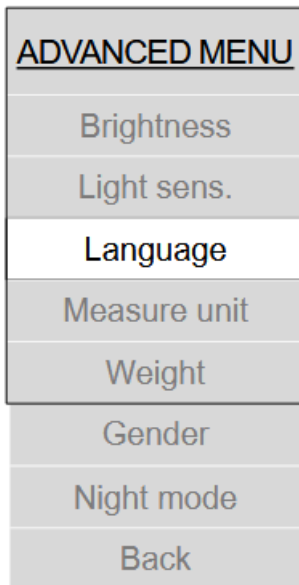 ADVANCED MENU
Brightness
Light sens.
Language
Measure unit
Weight
Gender
Night mode
Back